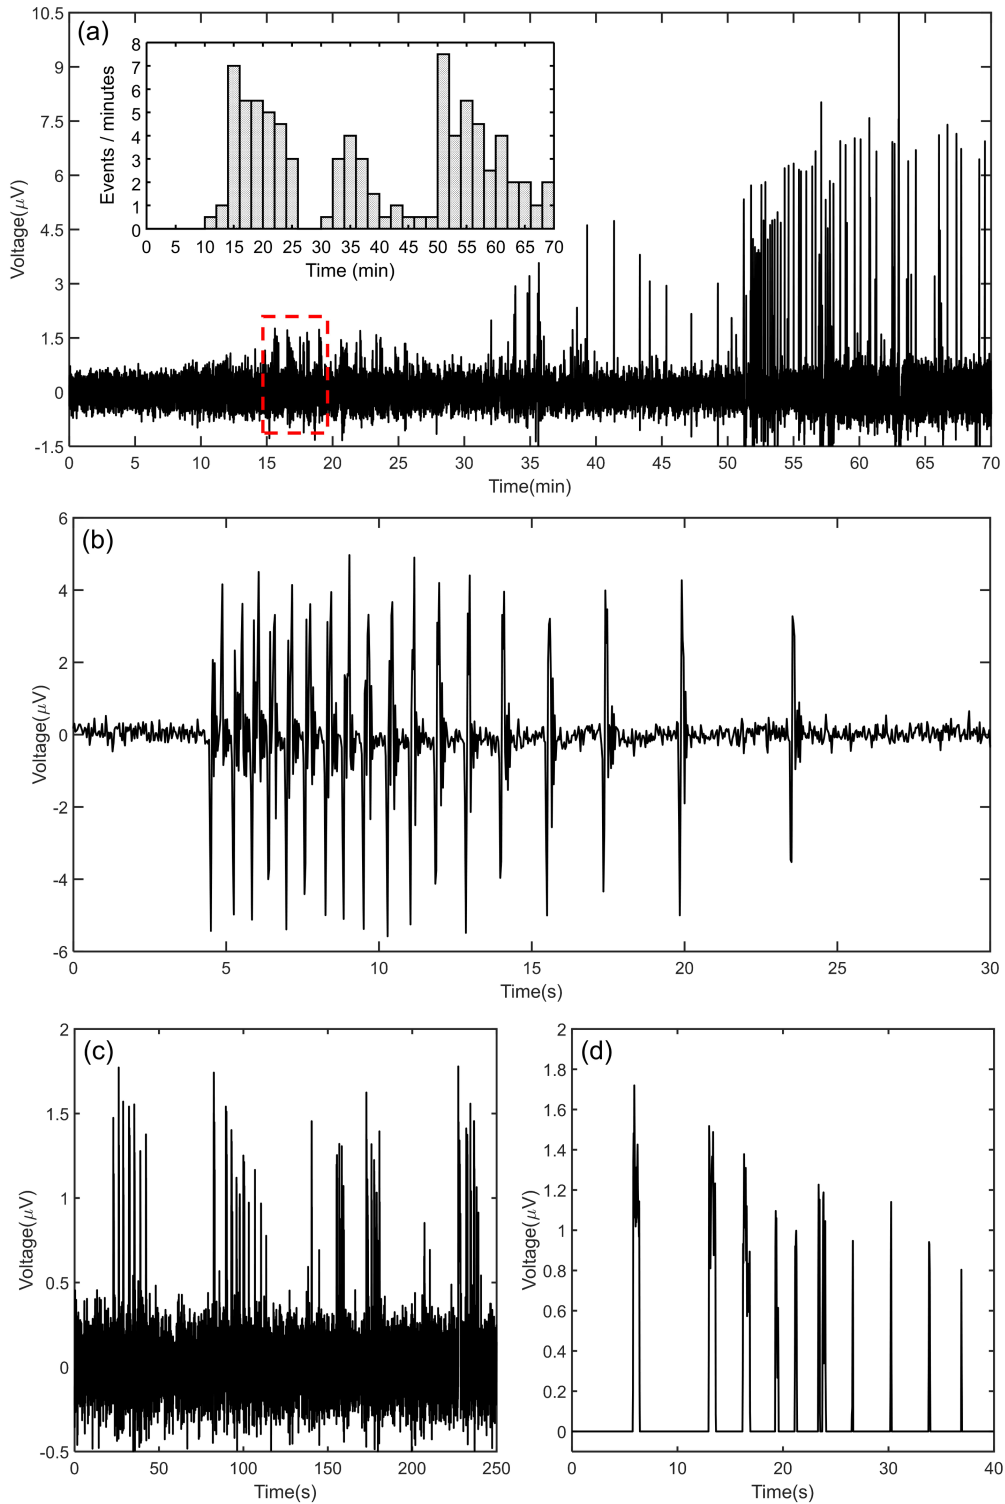 (a)
10.5
9
7.5
6
4.5
3
1.5
0
-1.5
Voltage(μV)
8
7
6
5
4
3
2
1
0
Events / minutes
0 5 10 15 20 25 30 35 40 45 50 55 60 65 70
Time (min)
0 5 10 15 20 25 30 35 40 45 50 55 60 65 70
Time(min)
(b)
6
4
2
0
-2
-4
-6
Voltage(μV)
0 5 10 15 20 25 30
Time(s)
(c)
2
1.5
1
0.5
0
-0.5
Voltage(μV)
0 50 100 150 200 250
Time(s)
(d)
2
1.8
1.6
1.4
1.2
1
0.8
0.6
0.4
0.2
0
Voltage(μV)
0 10 20 30 40
Time(s)